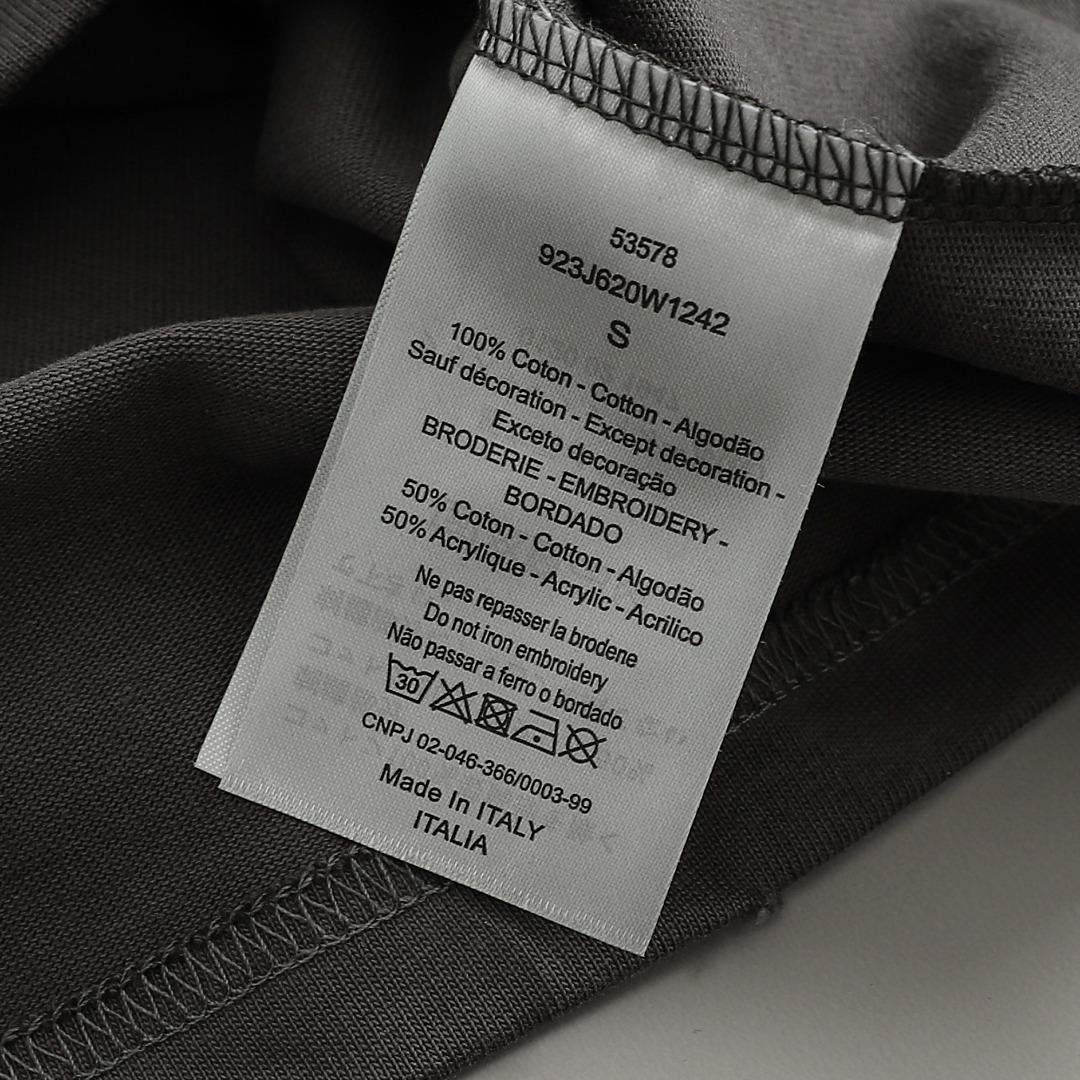 53578
923J620W1242
S
100% Coton - Cotton - Algodão
Sauf décoration - Except decoration -
Exceto decoração
BRODERIE - EMBROIDERY -
BORDADO
50% Coton - Cotton - Algodão
50% Acrylique - Acrylic - Acrilico
Ne pas repasser la brodene
Do not iron embroidery
Não passar a ferro o bordado
30
CNPJ 02-046-366/0003-99
Made In ITALY
ITALIA